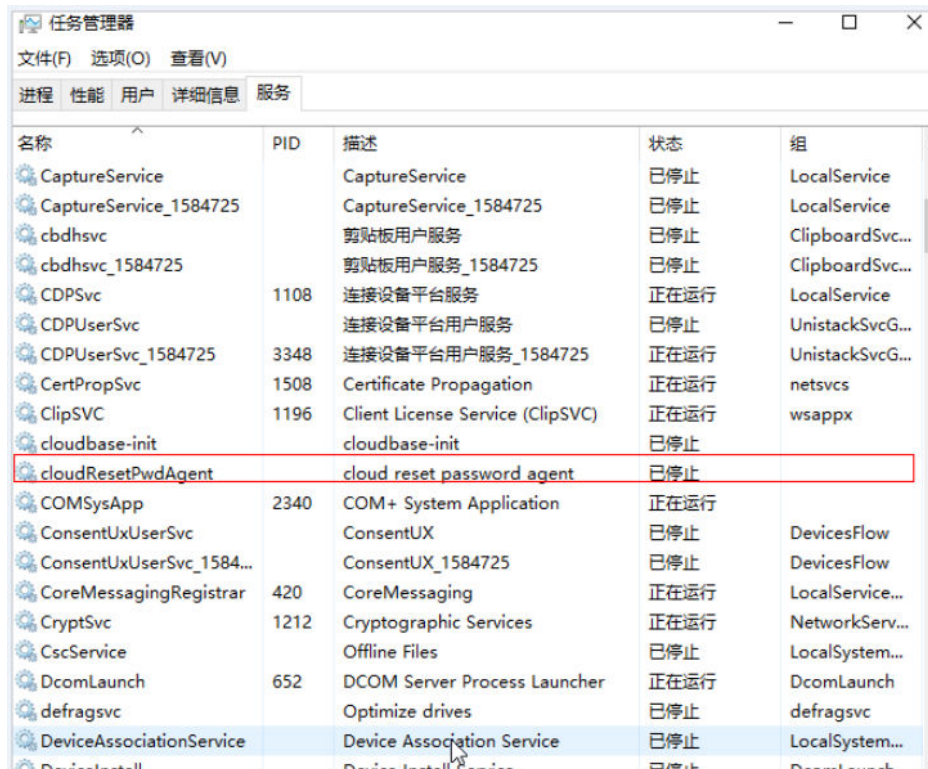 任务管理器
文件(F) 选项(O) 查看(V)
进程 性能 用户 详细信息 服务
名称 PID 描述 状态 组
CaptureService CaptureService 已停止 LocalService
CaptureService_1584725 CaptureService_1584725 已停止 LocalService
cbdhsvc 剪贴板用户服务 已停止 ClipboardSvc...
cbdhsvc_1584725 剪贴板用户服务_1584725 已停止 ClipboardSvc...
CDPSvc 1108 连接设备平台服务 正在运行 LocalService
CDPUserSvc 连接设备平台用户服务 已停止 UnistackSvcG...
CDPUserSvc_1584725 3348 连接设备平台用户服务_1584725 正在运行 UnistackSvcG...
CertPropSvc 1508 Certificate Propagation 正在运行 netsvcs
ClipSVC 1196 Client License Service (ClipSVC) 正在运行 wsappx
cloudbase-init cloudbase-init 已停止
cloudResetPwdAgent cloud reset password agent 已停止
COMSysApp 2340 COM+ System Application 正在运行
ConsentUxUserSvc ConsentUX 已停止 DevicesFlow
ConsentUxUserSvc_1584... ConsentUX_1584725 已停止 DevicesFlow
CoreMessagingRegistrar 420 CoreMessaging 正在运行 LocalService...
CryptSvc 1212 Cryptographic Services 正在运行 NetworkServ...
CscService Offline Files 已停止 LocalSystem...
DcomLaunch 652 DCOM Server Process Launcher 正在运行 DcomLaunch
defragsvc Optimize drives 已停止 defragsvc
DeviceAssociationService Device Association Service 已停止 LocalSystem...
DeviceInstall Device Install Service 已停止 DcomLaunch